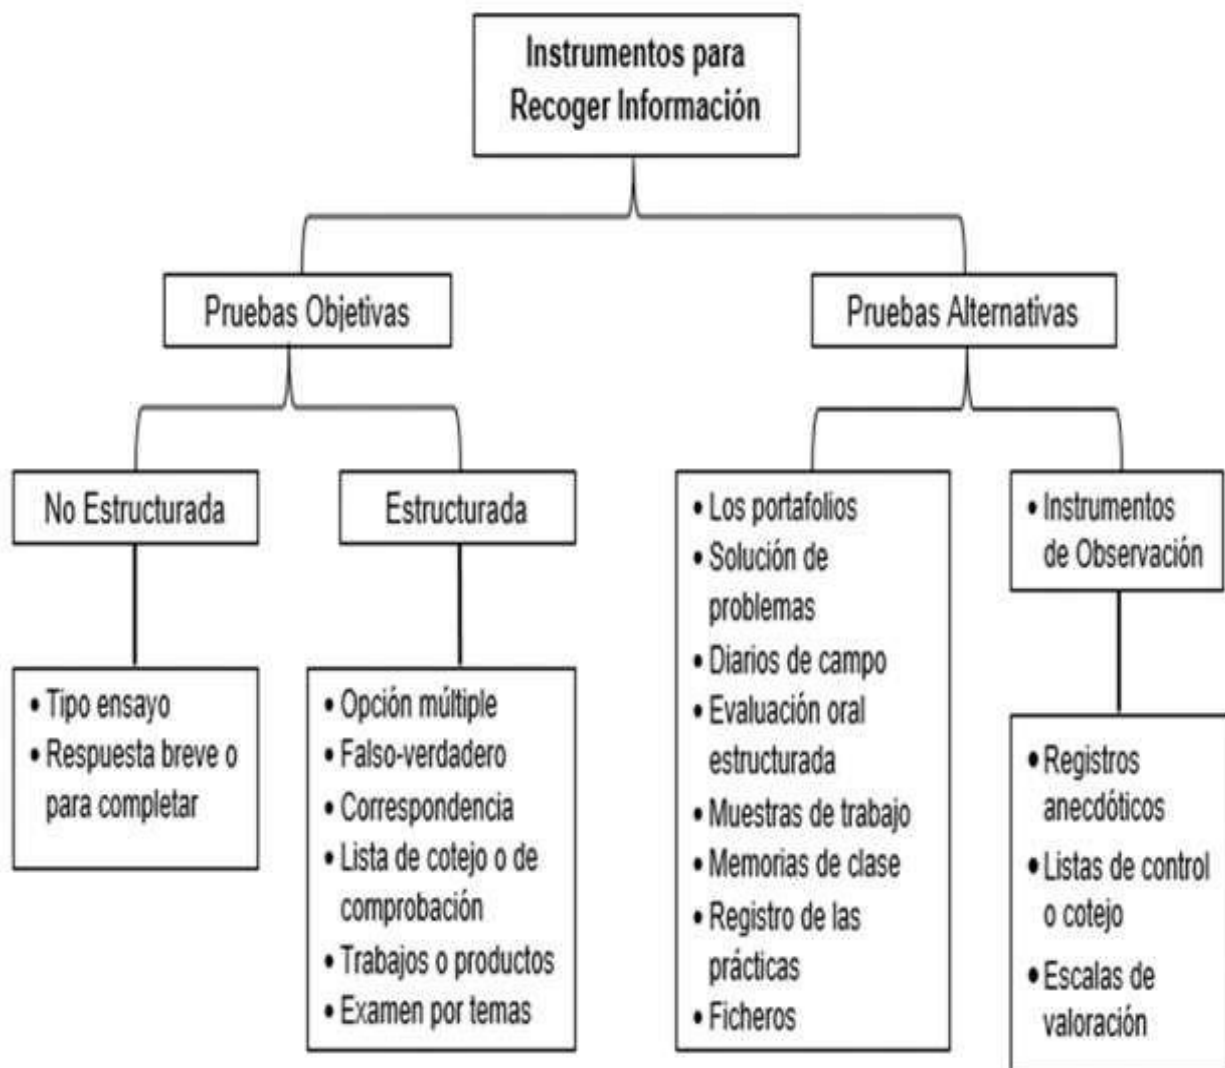 Instrumentos para
Recoger Información
Pruebas Objetivas
Pruebas Alternativas
No Estructurada
Estructurada
• Tipo ensayo
• Respuesta breve o
para completar
• Opción múltiple
• Falso-verdadero
• Correspondencia
• Lista de cotejo o de
comprobación
• Trabajos o productos
• Examen por temas
• Los portafolios
• Solución de
problemas
• Diarios de campo
• Evaluación oral
estructurada
• Muestras de trabajo
• Memorias de clase
• Registro de las
prácticas
• Ficheros
• Instrumentos
de Observación
• Registros
anecdóticos
• Listas de control
o cotejo
• Escalas de
valoración